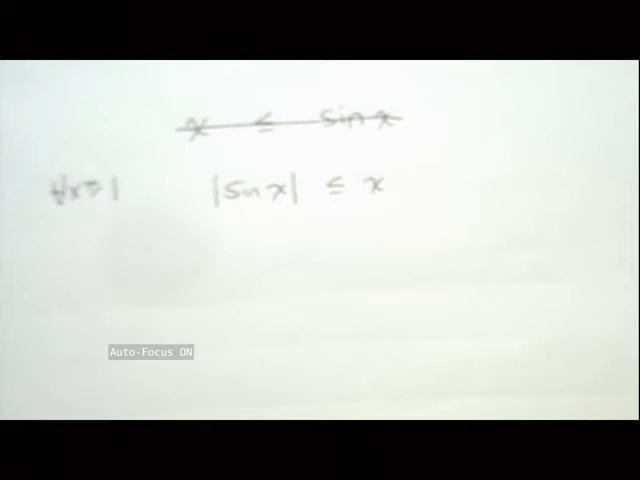 x ≤ sin x
∀x ≥ 1 |sin x| ≤ x
Auto-Focus ON